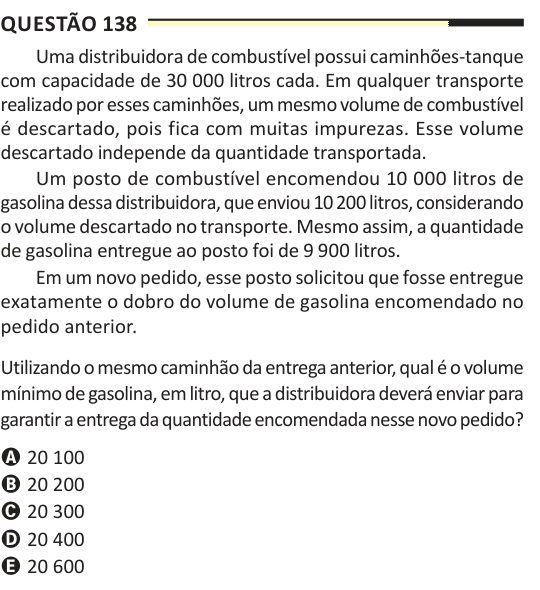 QUESTÃO 138
Uma distribuidora de combustível possui caminhões-tanque
com capacidade de 30 000 litros cada. Em qualquer transporte
realizado por esses caminhões, um mesmo volume de combustível
é descartado, pois fica com muitas impurezas. Esse volume
descartado independe da quantidade transportada.
Um posto de combustível encomendou 10 000 litros de
gasolina dessa distribuidora, que enviou 10 200 litros, considerando
o volume descartado no transporte. Mesmo assim, a quantidade
de gasolina entregue ao posto foi de 9 900 litros.
Em um novo pedido, esse posto solicitou que fosse entregue
exatamente o dobro do volume de gasolina encomendado no
pedido anterior.
Utilizando o mesmo caminhão da entrega anterior, qual é o volume
mínimo de gasolina, em litro, que a distribuidora deverá enviar para
garantir a entrega da quantidade encomendada nesse novo pedido?
A 20 100
B 20 200
C 20 300
D 20 400
E 20 600